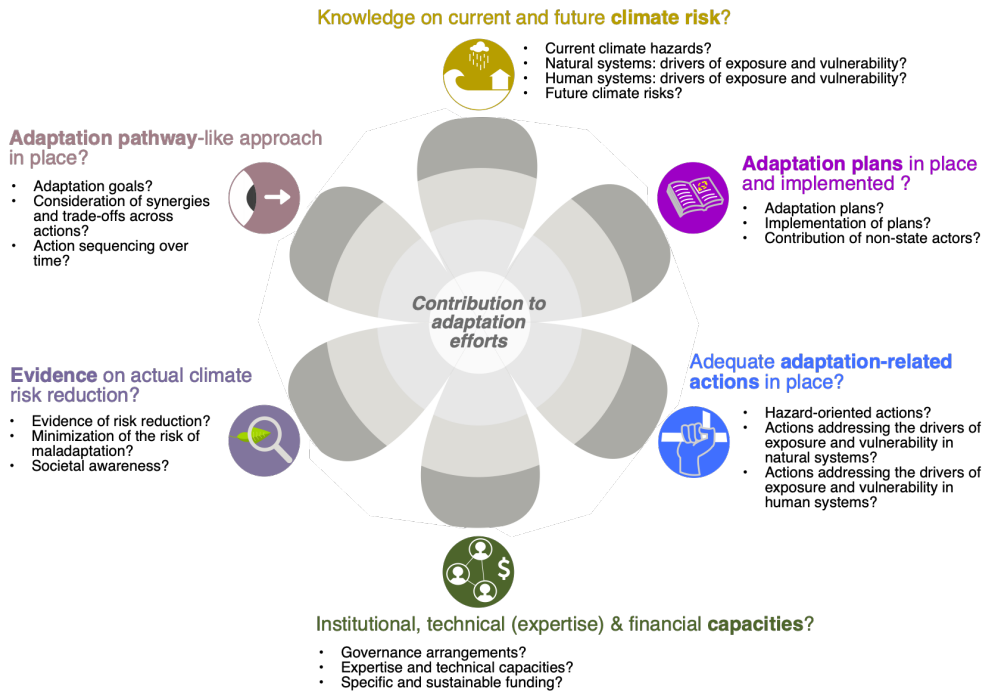 Knowledge on current and future climate risk?
• Current climate hazards?
• Natural systems: drivers of exposure and vulnerability?
• Human systems: drivers of exposure and vulnerability?
• Future climate risks?
Adaptation pathway-like approach
in place?
• Adaptation goals?
• Consideration of synergies
and trade-offs across
actions?
• Action sequencing over
time?
Adaptation plans in place
and implemented ?
• Adaptation plans?
• Implementation of plans?
• Contribution of non-state actors?
Contribution to
adaptation
efforts
Evidence on actual climate
risk reduction?
• Evidence of risk reduction?
• Minimization of the risk of
maladaptation?
• Societal awareness?
Adequate adaptation-related
actions in place?
• Hazard-oriented actions?
• Actions addressing the drivers of
exposure and vulnerability in
natural systems?
• Actions addressing the drivers of
exposure and vulnerability in
human systems?
$
Institutional, technical (expertise) & financial capacities?
• Governance arrangements?
• Expertise and technical capacities?
• Specific and sustainable funding?